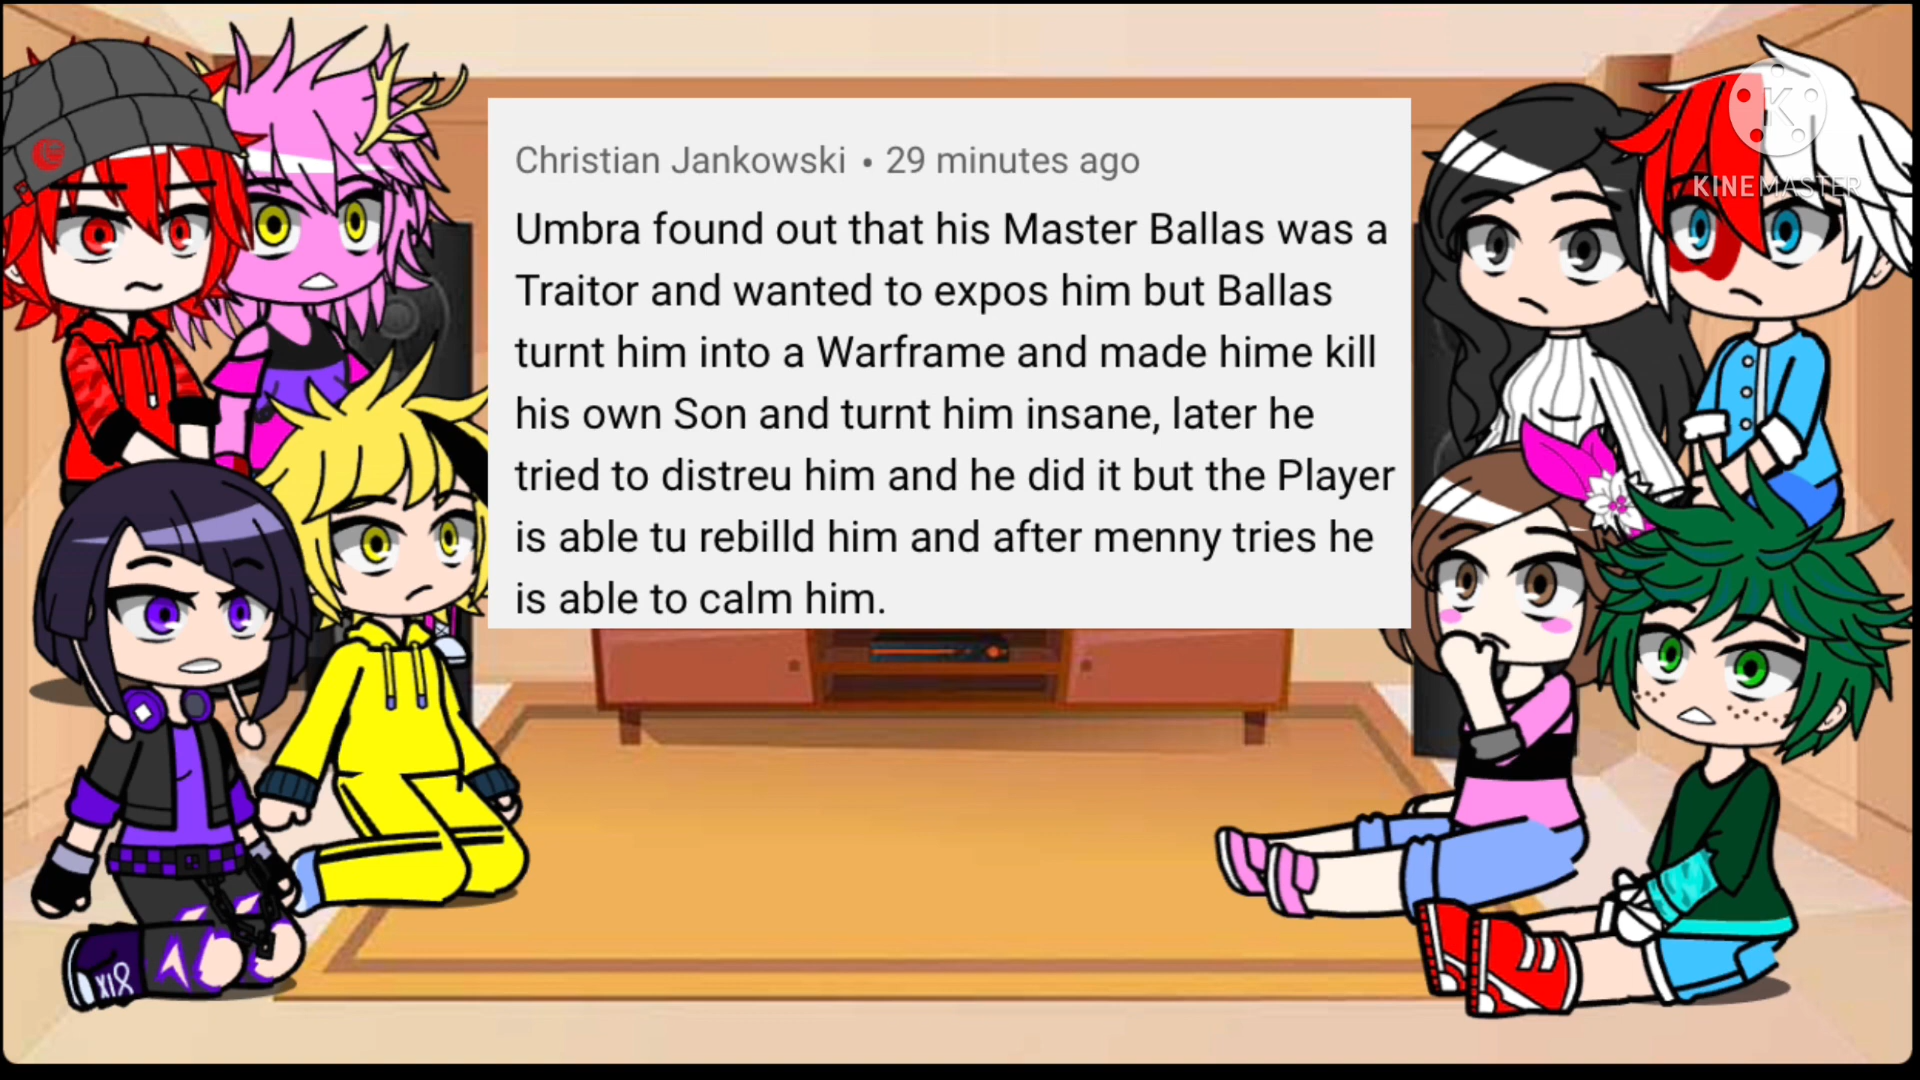 Christian Jankowski • 29 minutes ago
Umbra found out that his Master Ballas was a
Traitor and wanted to expos him but Ballas
turnt him into a Warframe and made hime kill
his own Son and turnt him insane, later he
tried to distreu him and he did it but the Player
is able tu rebilld him and after menny tries he
is able to calm him.
K
KINEMASTER